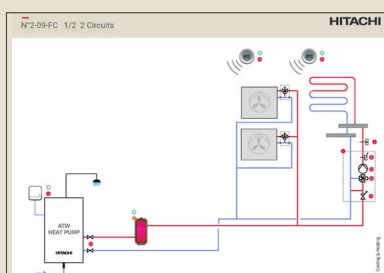 N°2-09-FC 1/2 2 Circuits
HITACHI
ATW
HEAT PUMP
HITACHI
Cooling & Heating